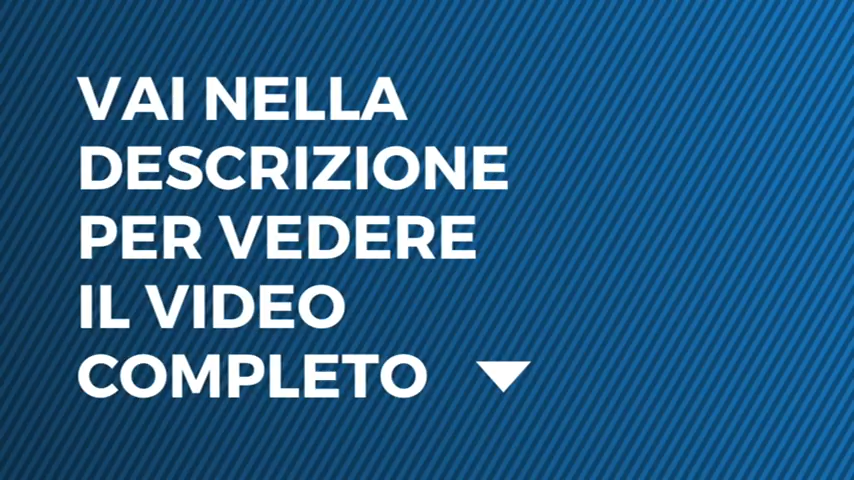 VAI NELLA
DESCRIZIONE
PER VEDERE
IL VIDEO
COMPLETO